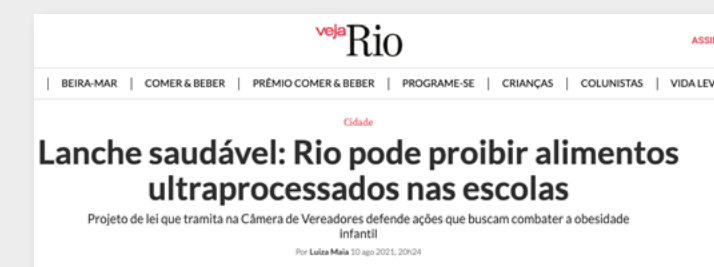 vejaRio
ASSI
| BEIRA-MAR | COMER & BEBER | PRÊMIO COMER & BEBER | PROGRAME-SE | CRIANÇAS | COLUNISTAS | VIDA LEV
Cidade
Lanche saudável: Rio pode proibir alimentos
ultraprocessados nas escolas
Projeto de lei que tramita na Câmera de Vereadores defende ações que buscam combater a obesidade
infantil
Por Luiza Maia 10 ago 2021, 20h24